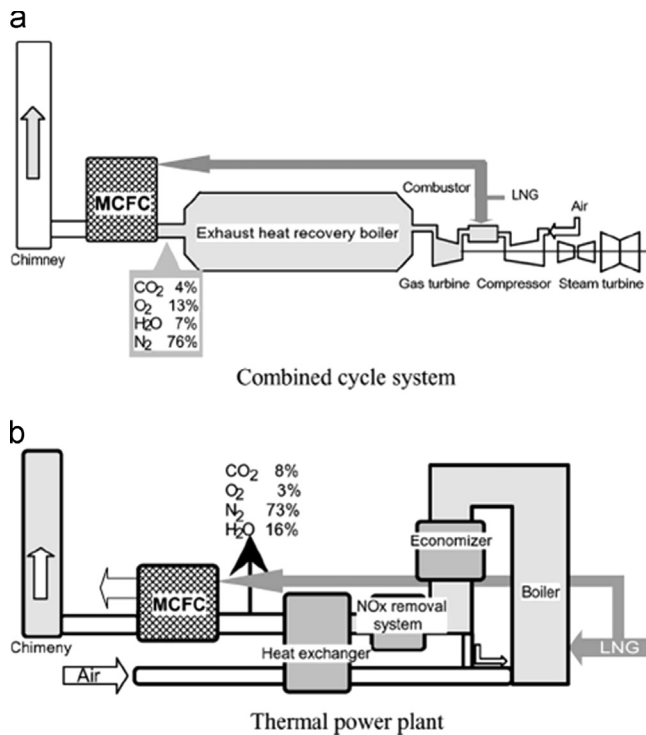 a
MCFC
Combustor
LNG
Air
Exhaust heat recovery boiler
Chimney
Gas turbine Compressor Steam turbine
CO2 4%
O2 13%
H2O 7%
N2 76%
Combined cycle system
b
CO2 8%
O2 3%
N2 73%
H2O 16%
Economizer
MCFC
NOx removal
system
Boiler
Chimeny
Heat exchanger
LNG
Air
Thermal power plant